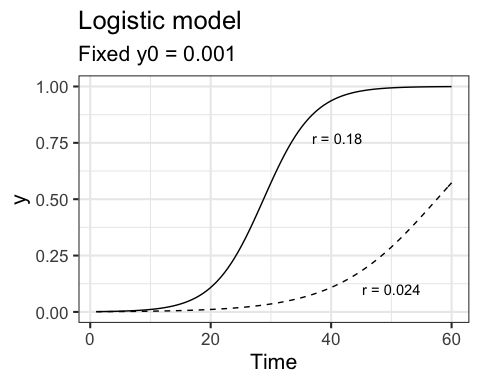 Logistic model
Fixed y0 = 0.001
1.00
0.75
0.50
0.25
0.00
y
r = 0.18
r = 0.024
0
20
40
60
Time